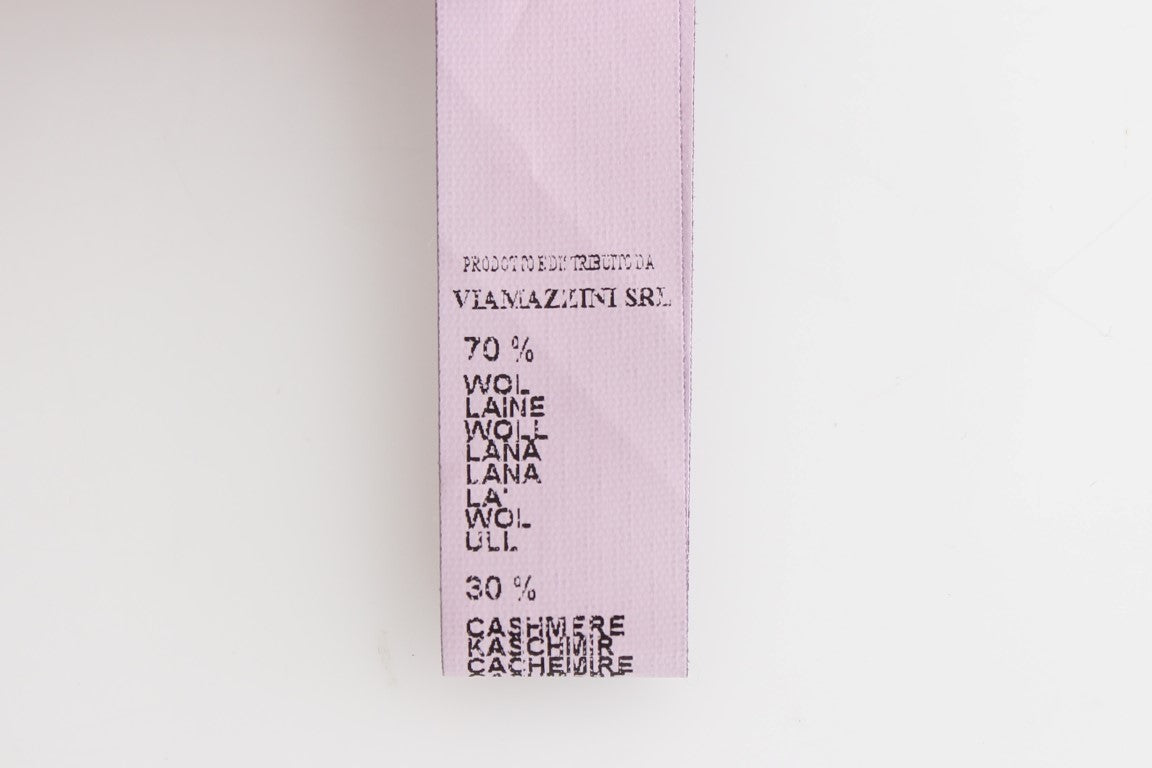 PRODOTTO E DISTRIBUITO DA
VIAMAZZINI SRL
70 %
WOL
LAINE
WOLL
LANA
LANA
LA'
WOL
ULL
30 %
CASHMERE
KASCHMIR
CACHEMIRE